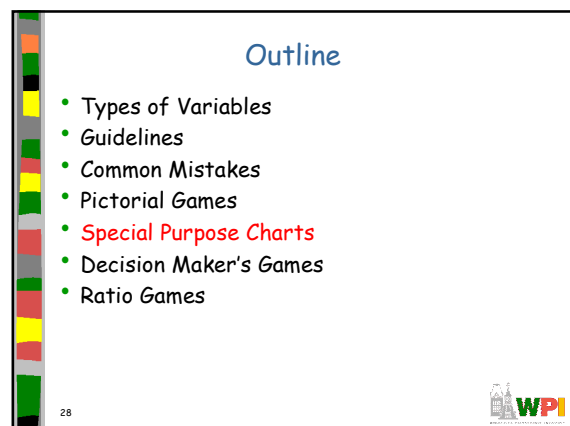 Outline
• Types of Variables
• Guidelines
• Common Mistakes
• Pictorial Games
• Special Purpose Charts
• Decision Maker's Games
• Ratio Games
28
WPI